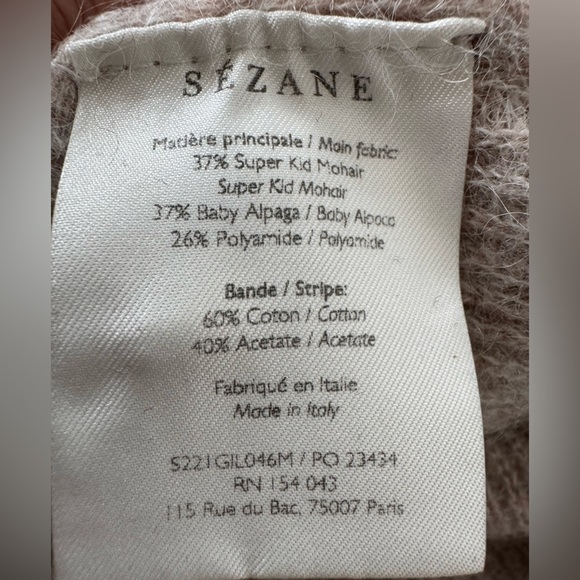 SÉZANE
Matière principale / Main fabric:
37% Super Kid Mohair
Super Kid Mohair
37% Baby Alpaga / Baby Alpaca
26% Polyamide / Polyamide
Bande / Stripe:
60% Coton / Cotton
40% Acetate / Acetate
Fabriqué en Italie
Made in Italy
S221GIL046M / PO 23434
RN 154 043
115 Rue du Bac, 75007 Paris